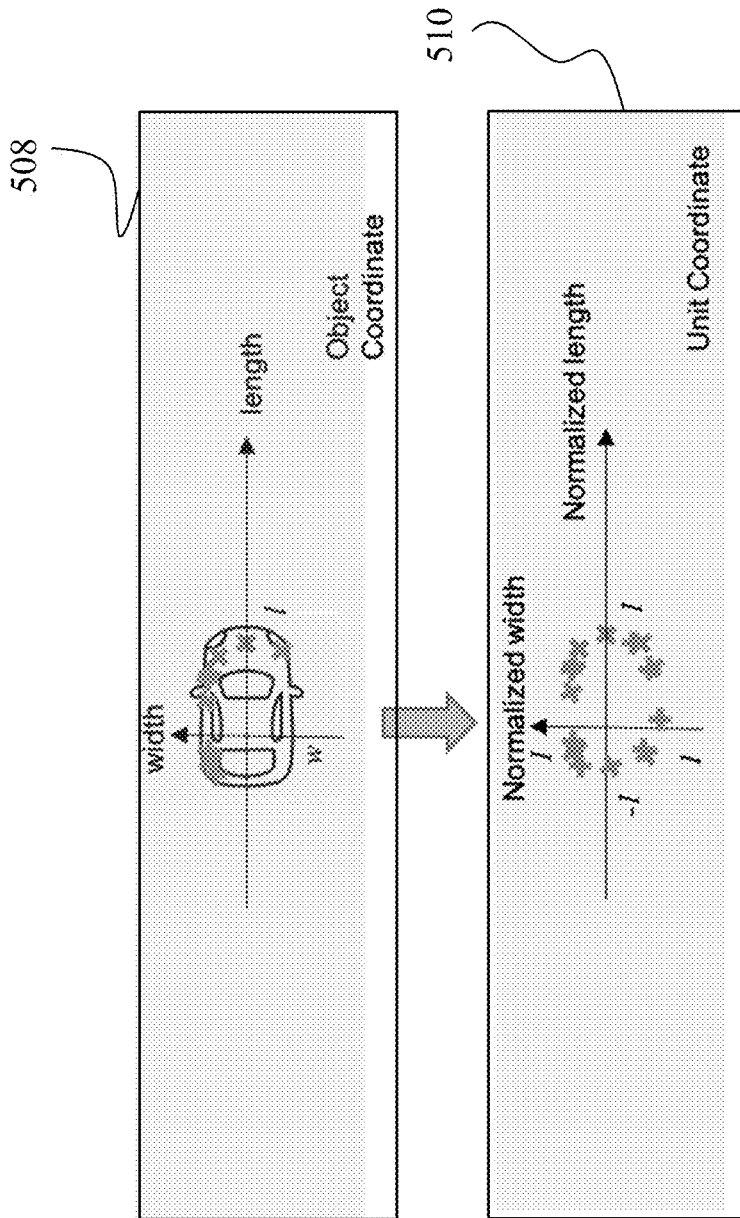 508
width
length
l
w
Object
Coordinate
510
Normalized width
Normalized length
1
1
-1
1
Unit Coordinate